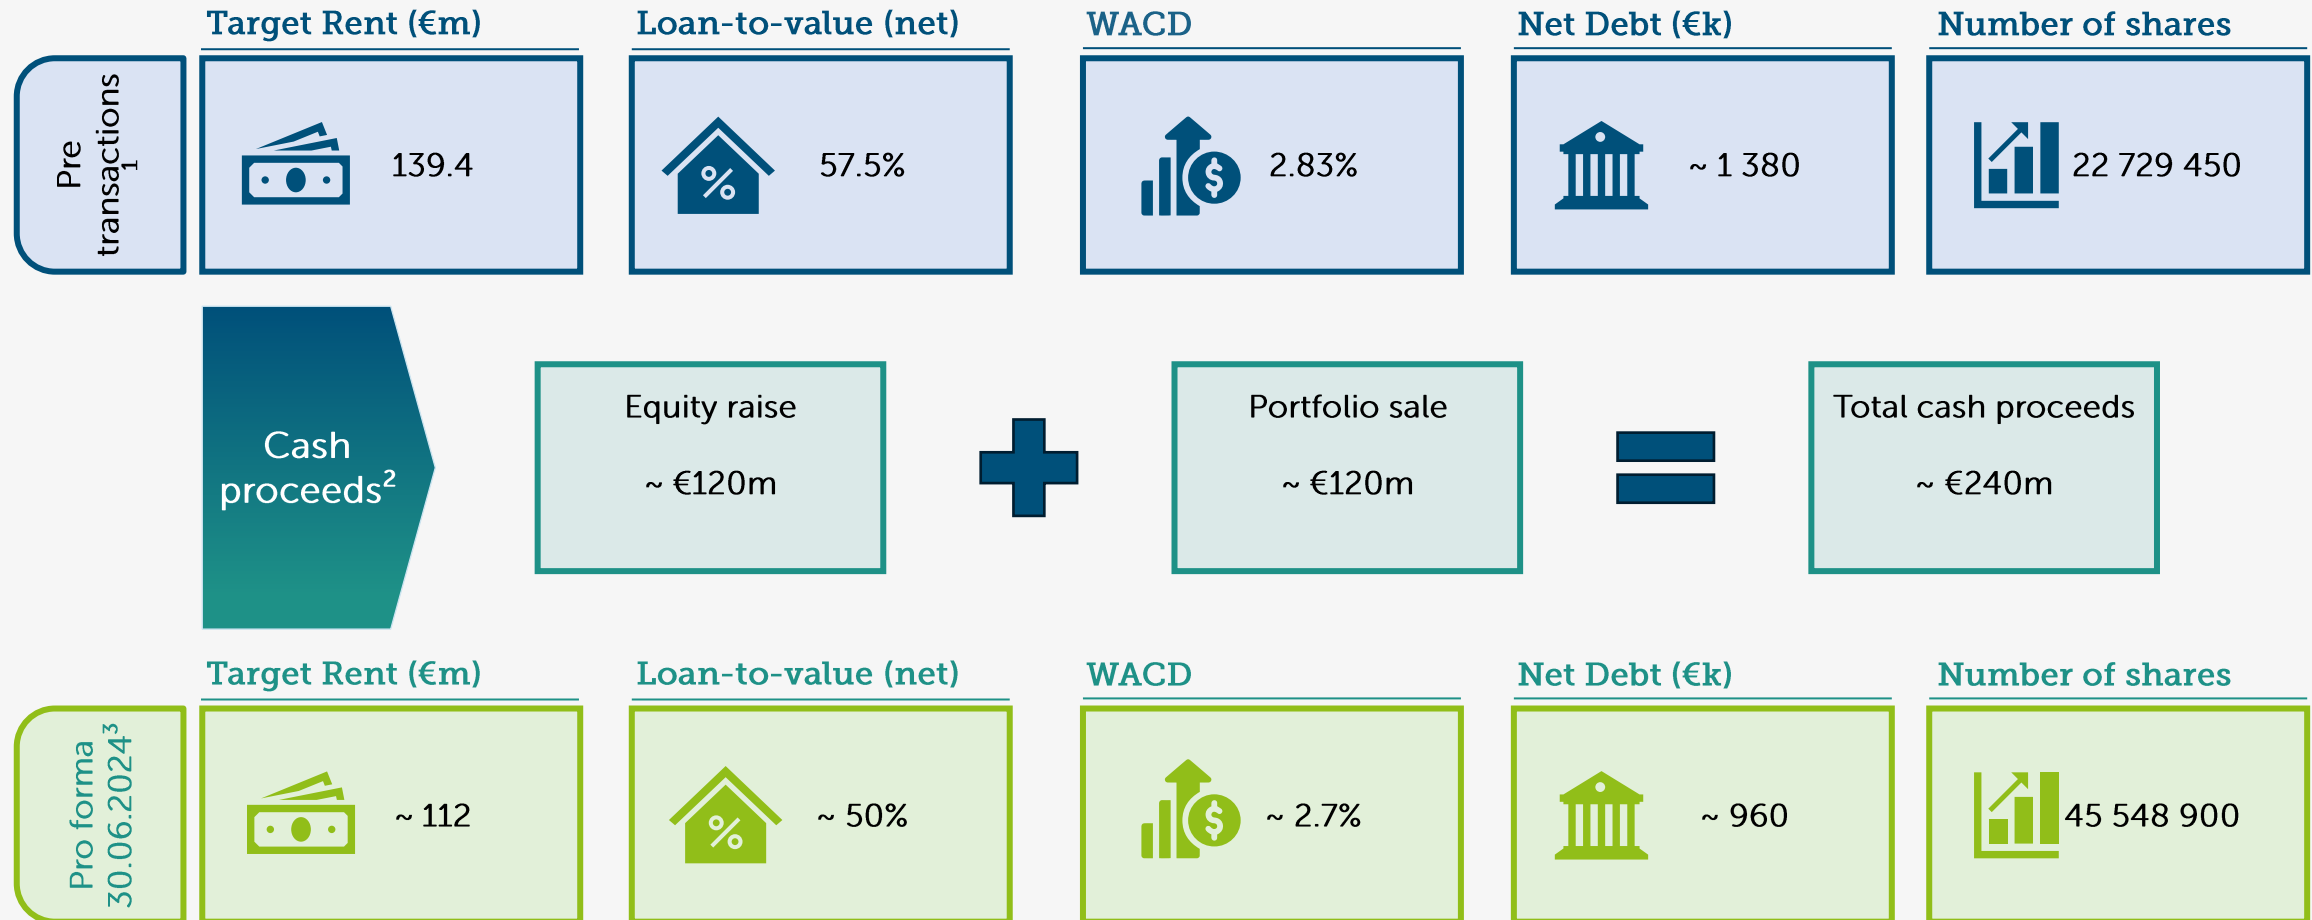 Target Rent (€m)
Loan-to-value (net)
WACD
Net Debt (€k)
Number of shares
Pre
transactions
1
139.4
57.5%
2.83%
~ 1 380
22 729 450
Cash
proceeds²
Equity raise
~ €120m
Portfolio sale
~ €120m
Total cash proceeds
~ €240m
Target Rent (€m)
Loan-to-value (net)
WACD
Net Debt (€k)
Number of shares
Pro forma
30.06.2024³
~ 112
~ 50%
~ 2.7%
~ 960
45 548 900